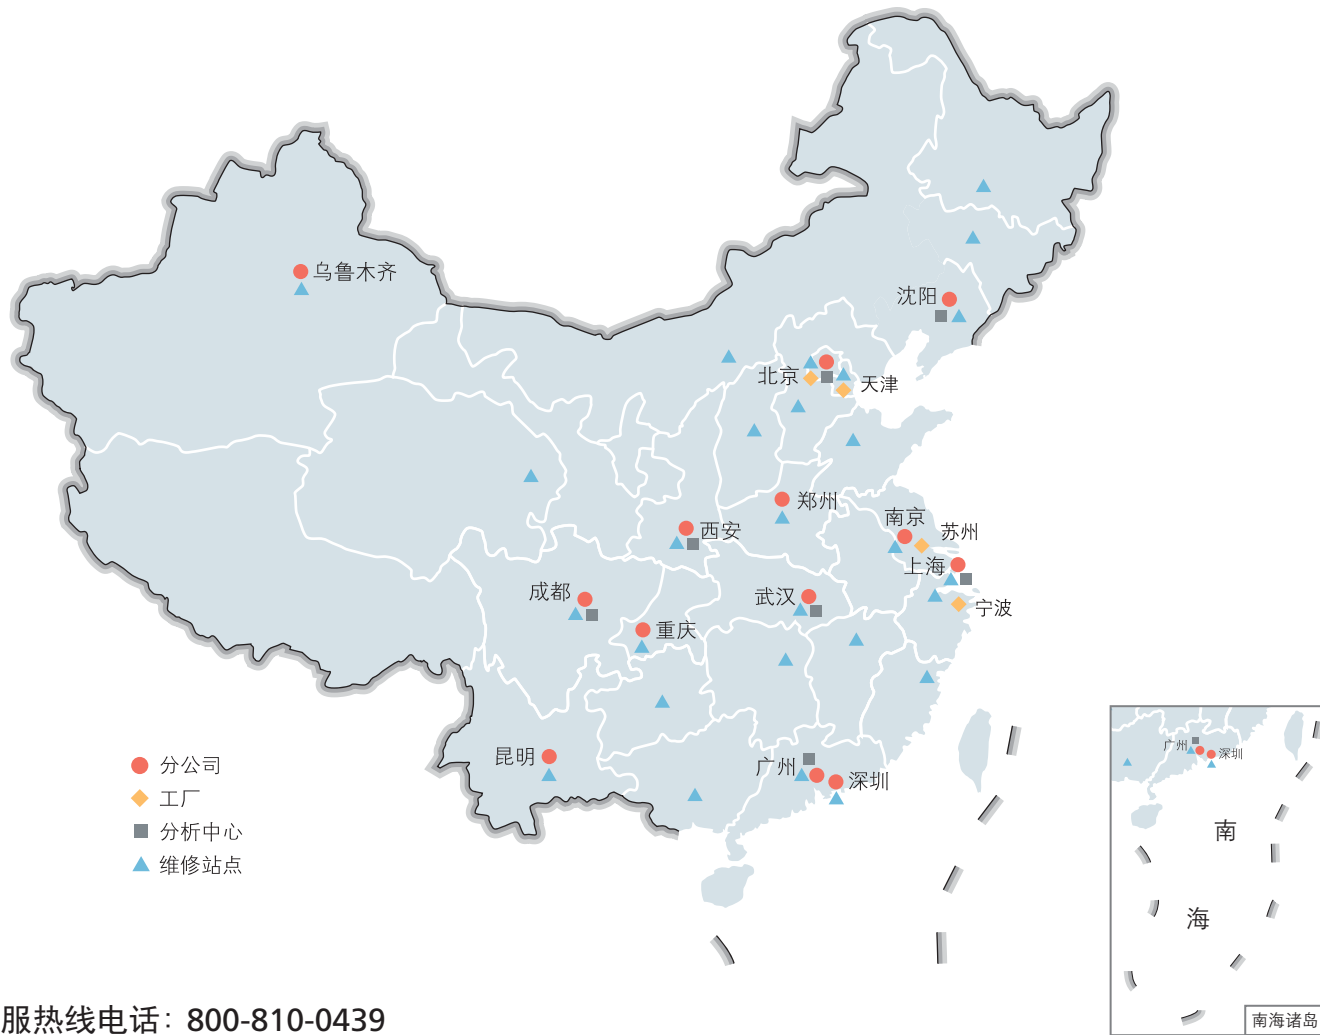 乌鲁木齐
沈阳
北京
天津
郑州
西安
南京
苏州
上海
成都
武汉
宁波
重庆
昆明
广州
深圳
分公司
工厂
分析中心
维修站点
广州
深圳
南
海
南海诸岛
服热线电话：800-810-0439